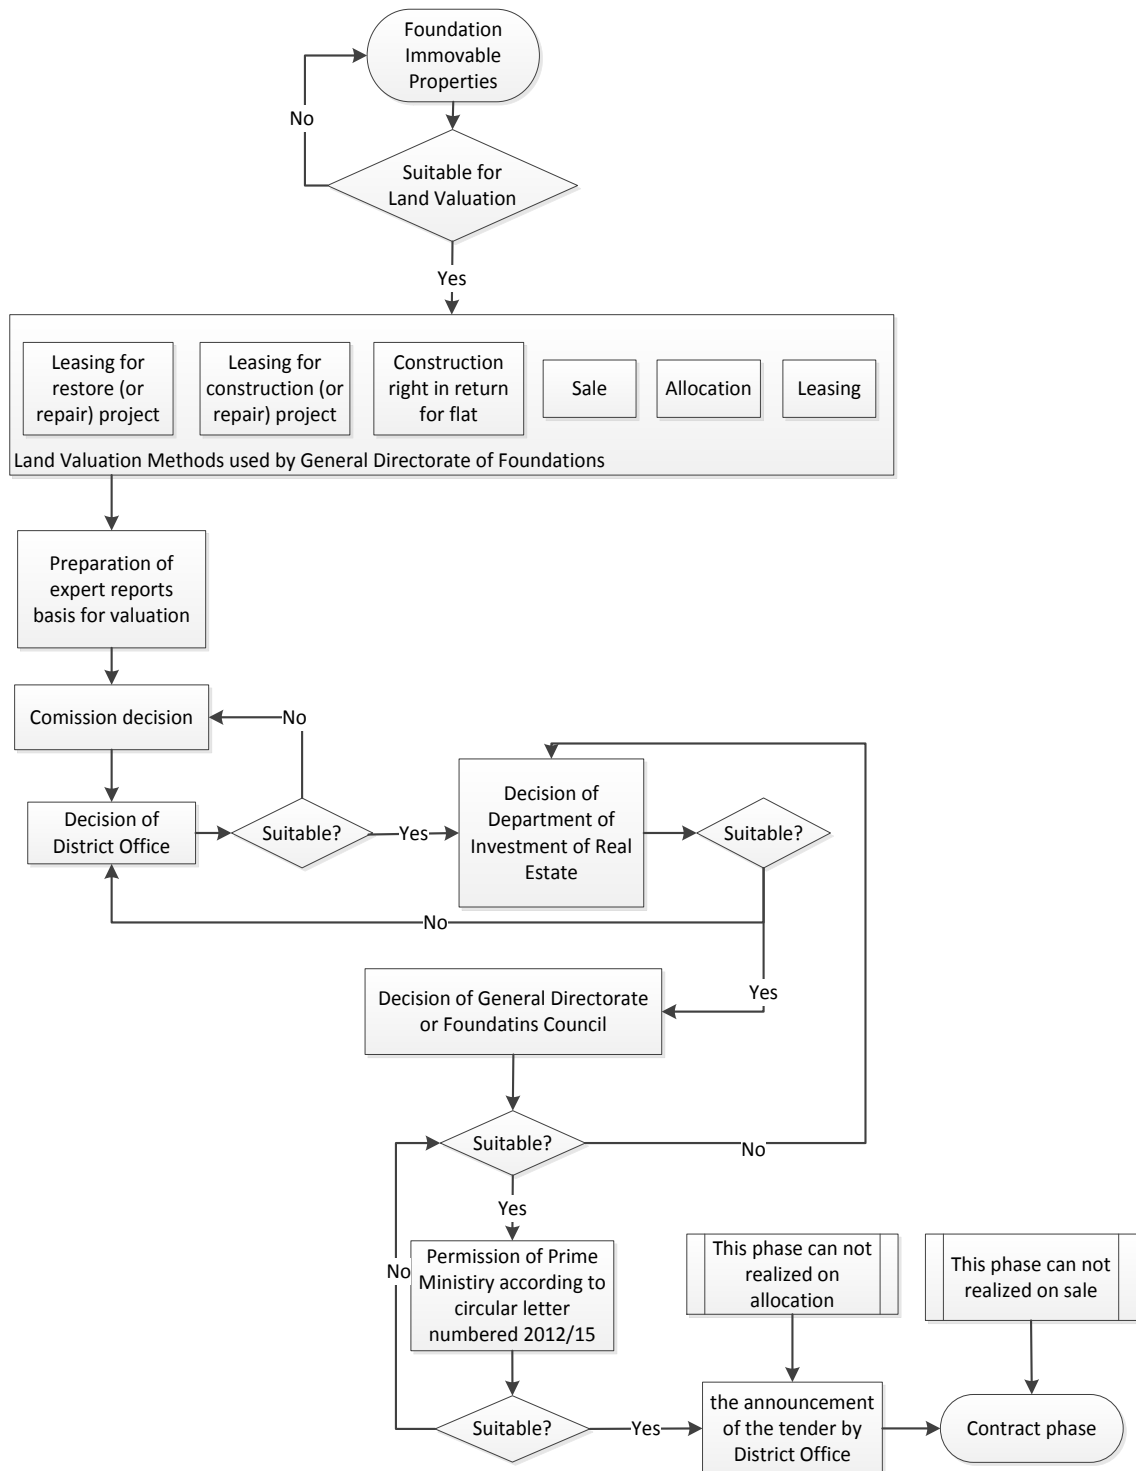 Foundation
Immovable
Properties
No
Suitable for
Land Valuation
Yes
Leasing for
restore (or
repair) project
Leasing for
construction (or
repair) project
Construction
right in return
for flat
Sale
Allocation
Leasing
Land Valuation Methods used by General Directorate of Foundations
Preparation of
expert reports
basis for valuation
Comission decision
No
Decision of
District Office
Suitable?
Yes
Decision of
Department of
Investment of Real
Estate
Suitable?
No
Yes
Decision of General Directorate
or Foundatins Council
Suitable?
No
Yes
No
Permission of Prime
Ministiry according to
circular letter
numbered 2012/15
This phase can not
realized on
allocation
This phase can not
realized on sale
Suitable?
Yes
the announcement
of the tender by
District Office
Contract phase